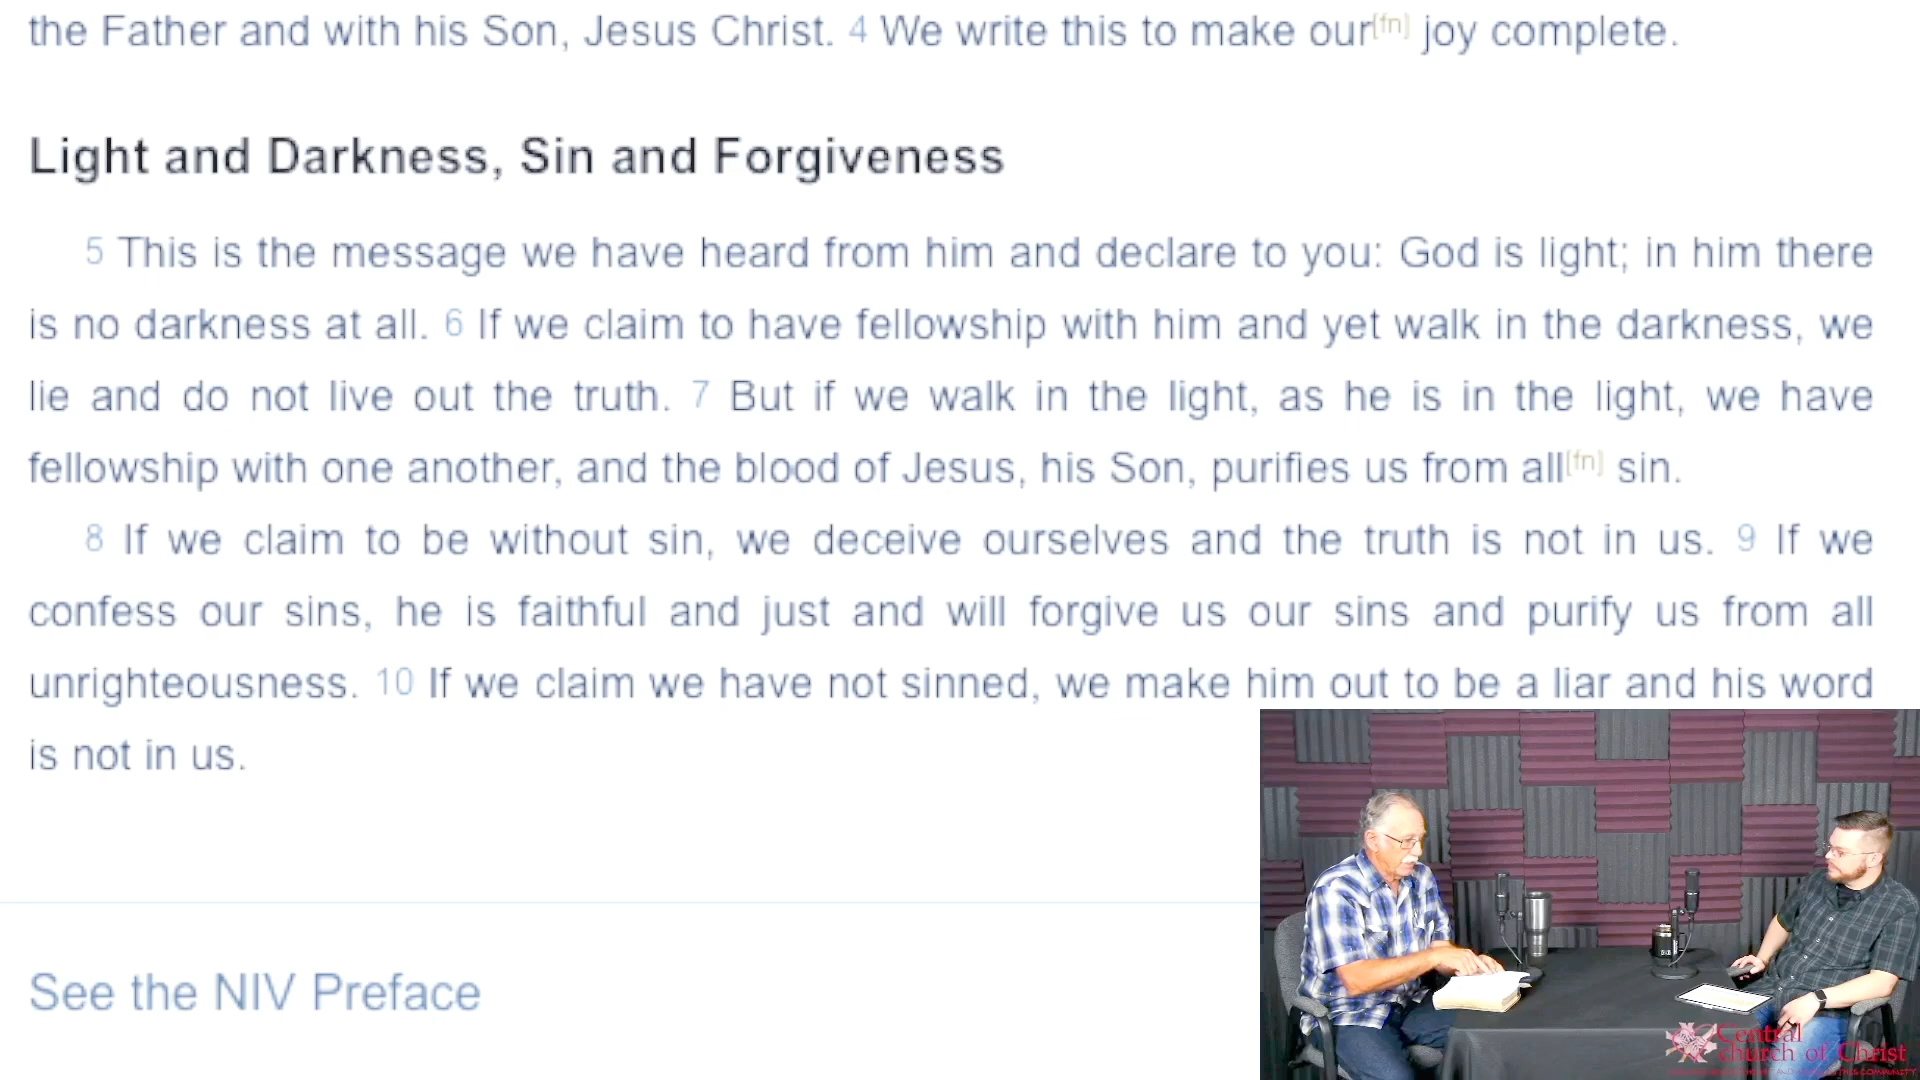 the Father and with his Son, Jesus Christ. 4 We write this to make our[fn] joy complete.
Light and Darkness, Sin and Forgiveness
5 This is the message we have heard from him and declare to you: God is light; in him there
is no darkness at all. 6 If we claim to have fellowship with him and yet walk in the darkness, we
lie and do not live out the truth. 7 But if we walk in the light, as he is in the light, we have
fellowship with one another, and the blood of Jesus, his Son, purifies us from all[fn] sin.
8 If we claim to be without sin, we deceive ourselves and the truth is not in us. 9 If we
confess our sins, he is faithful and just and will forgive us our sins and purify us from all
unrighteousness. 10 If we claim we have not sinned, we make him out to be a liar and his word
is not in us.
See the NIV Preface
Central
church of Christ